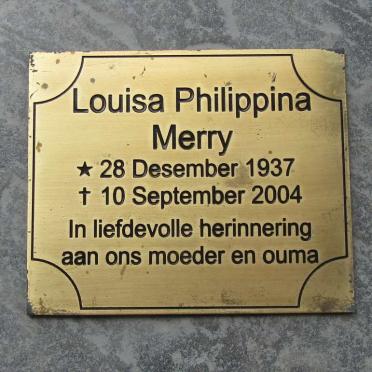 Louisa Philippina
Merry
★ 28 Desember 1937
† 10 September 2004
In liefdevolle herinnering
aan ons moeder en ouma